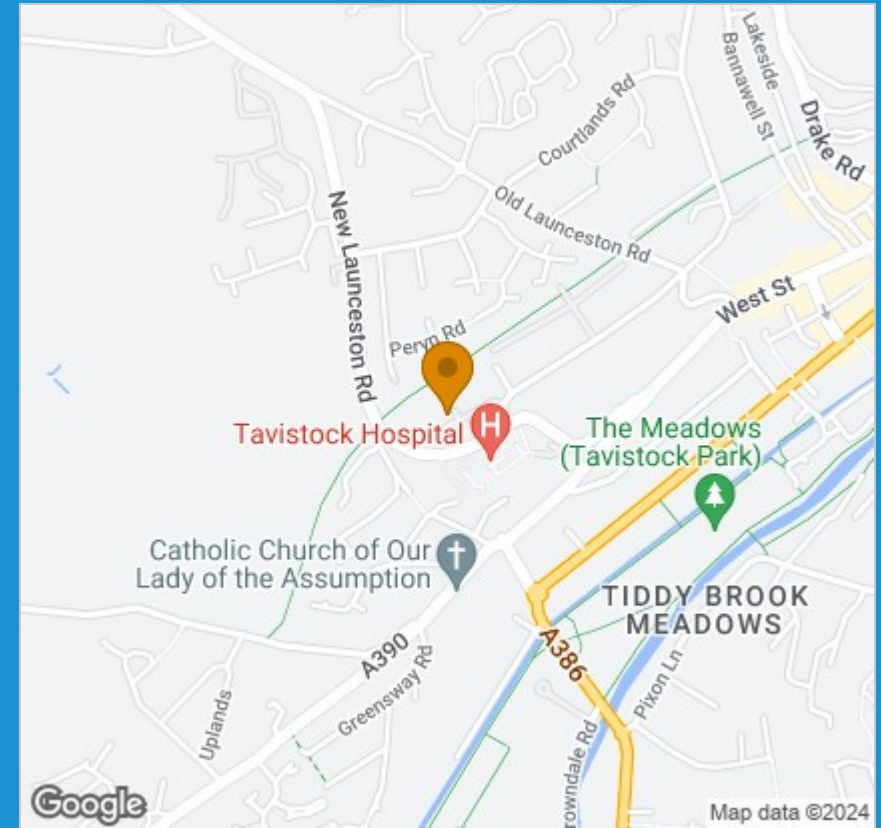 Lakeside
Bannawell St
Drake Rd
Courtlands Rd
Old Launceston Rd
New Launceston Rd
West St
Peryn Rd
Tavistock Hospital
H
The Meadows
(Tavistock Park)
Catholic Church of Our
Lady of the Assumption
TIDDY BROOK
MEADOWS
A390
A386
Greensway Rd
Uplands
Pixon Ln
rowndale Rd
Google
Map data ©2024